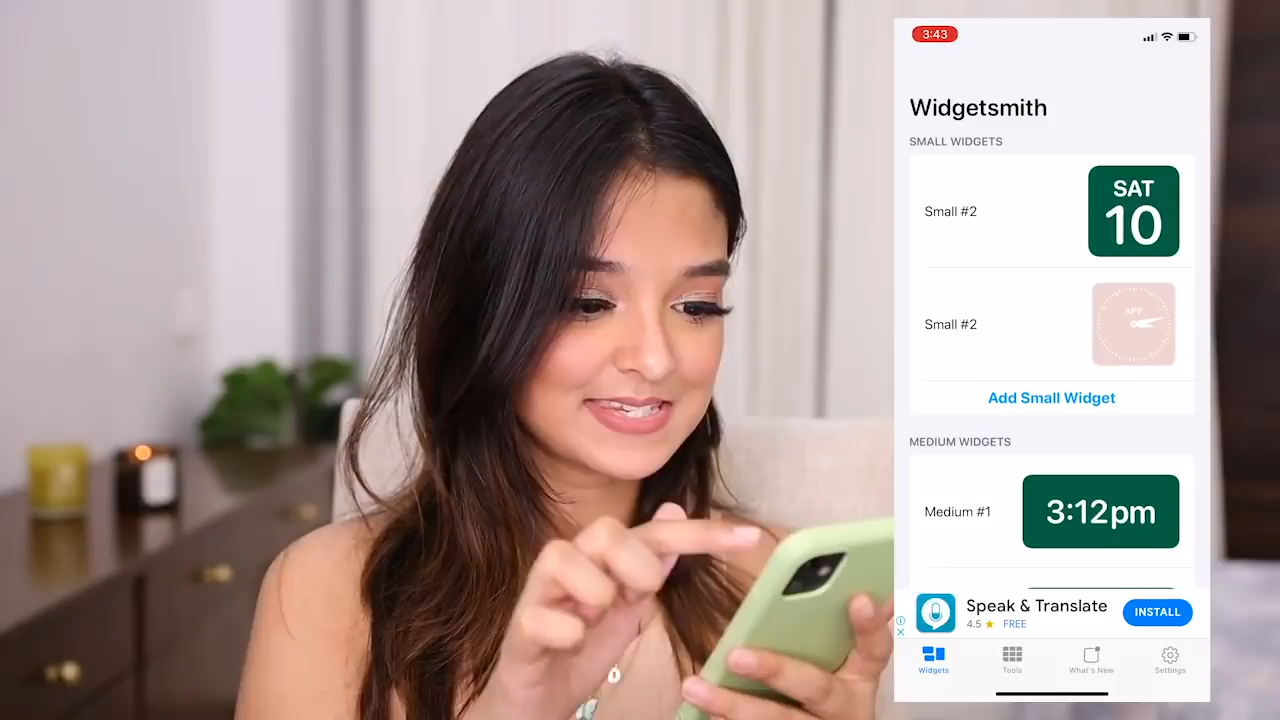 3:43
Widgetsmith
SMALL WIDGETS
Small #2
SAT
10
Small #2
APP
Add Small Widget
MEDIUM WIDGETS
Medium #1
3:12pm
Speak & Translate
4.5 ★ FREE
INSTALL
Widgets
Tools
What's New
Settings